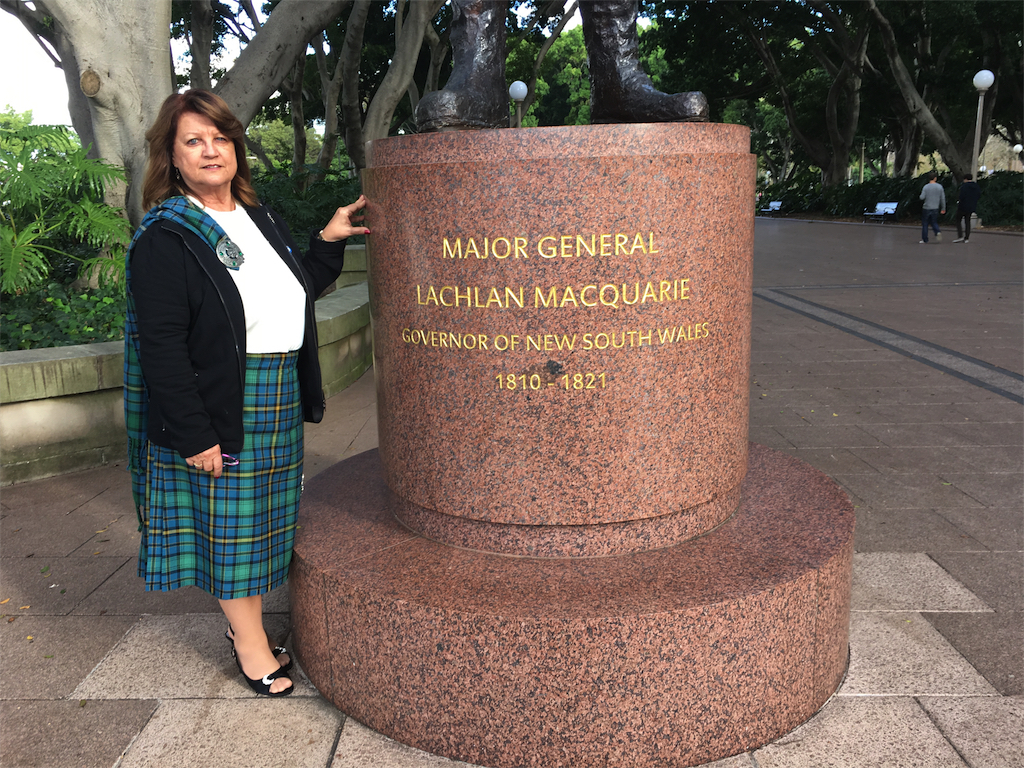 MAJOR GENERAL
LACHLAN MACQUARIE
GOVERNOR OF NEW SOUTH WALES
1810 - 1821